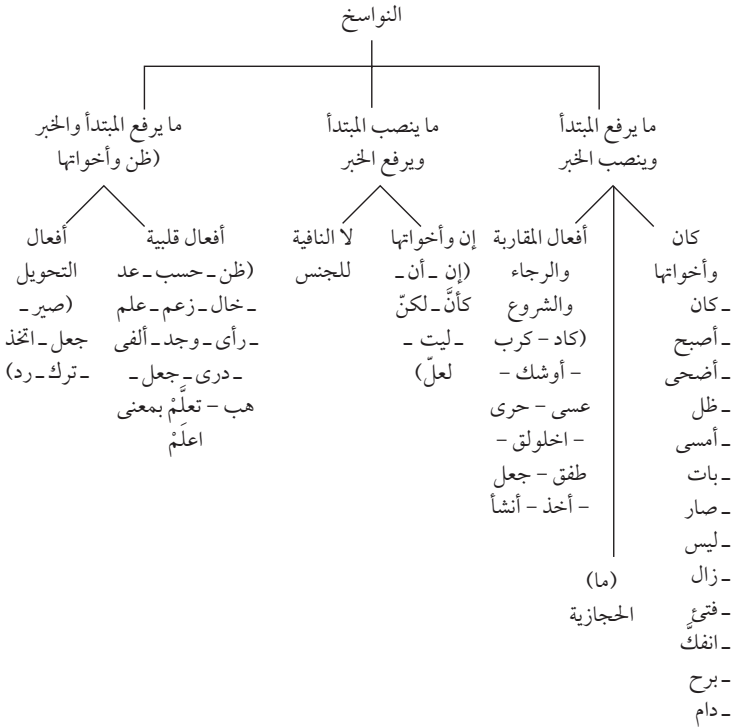 النواسخ
ما يرفع المبتدأ
وينصب الخبر
ما ينصب المبتدأ
ويرفع الخبر
ما يرفع المبتدأ والخبر
(ظن وأخواتها
كان
وأخواتها
ـ كان
ـ أصبح
ـ أضحى
ـ ظل
ـ أمسى
ـ بات
ـ صار
ـ ليس
ـ زال
ـ فتئ
ـ انفكَّ
ـ برح
ـ دام
(ما)
الحجازية
أفعال المقاربة
والرجاء
والشروع
(كاد – كرب
– أوشك –
عسى – حرى
– اخلولق –
طفق – جعل
– أخذ – أنشأ
إن وأخواتها
(إن ـ أن ـ
كأنَّ ـ لكنّ
ـ ليت ـ
لعلّ)
لا النافية
للجنس
أفعال قلبية
(ظن ـ حسب ـ عد
ـ خال ـ زعم ـ علم
ـ رأى ـ وجد ـ ألفى
ـ درى ـ جعل ـ
هب – تعلَّمْ بمعنى
اعلَمْ
أفعال
التحويل
(صير ـ
جعل ـ اتخذ
ـ ترك ـ رد)